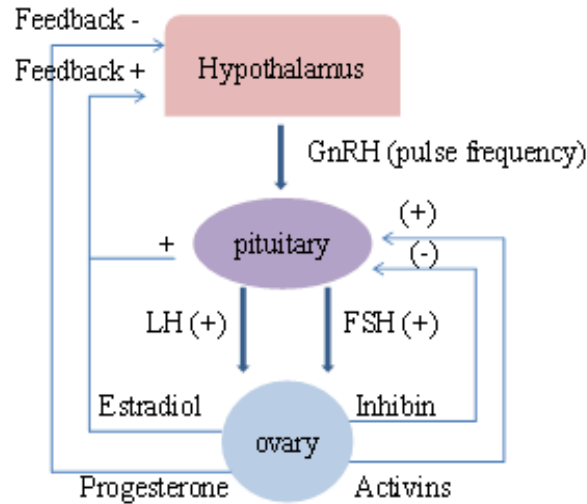 Feedback -
Hypothalamus
Feedback +
GnRH (pulse frequency)
(+)
+
pituitary
(-)
LH (+)
FSH (+)
Estradiol
Inhibin
ovary
Progesterone
Activins